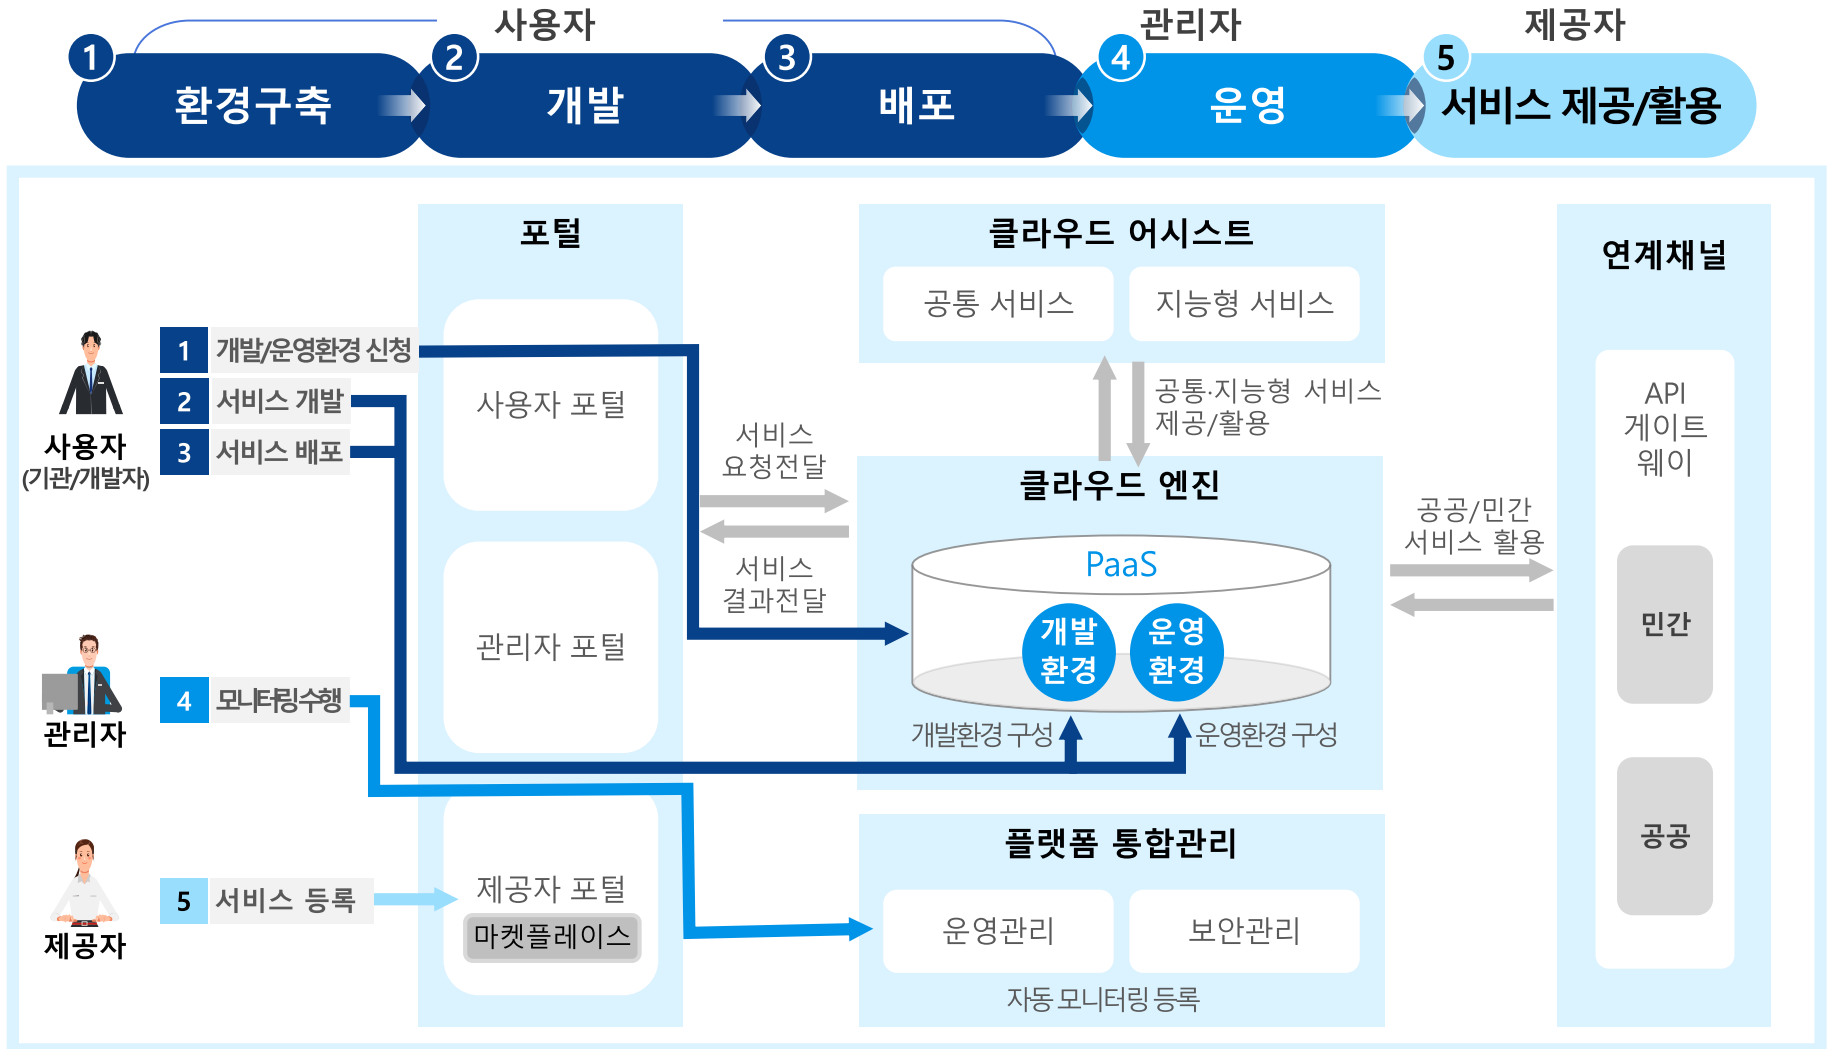 사용자
관리자
제공자
1
환경구축
2
개발
3
배포
4
운영
5
서비스 제공/활용
포털
사용자 포털
관리자 포털
제공자 포털
마켓플레이스
1
개발/운영환경 신청
2
서비스 개발
3
서비스 배포
사용자
(기관/개발자)
4
모니터링수행
관리자
5
서비스 등록
제공자
서비스
요청전달
서비스
결과전달
클라우드 어시스트
공통 서비스
지능형 서비스
공통·지능형 서비스
제공/활용
클라우드 엔진
PaaS
개발
환경
운영
환경
개발환경 구성
운영환경 구성
플랫폼 통합관리
운영관리
보안관리
자동 모니터링 등록
공공/민간
서비스 활용
연계채널
API
게이트
웨이
민간
공공